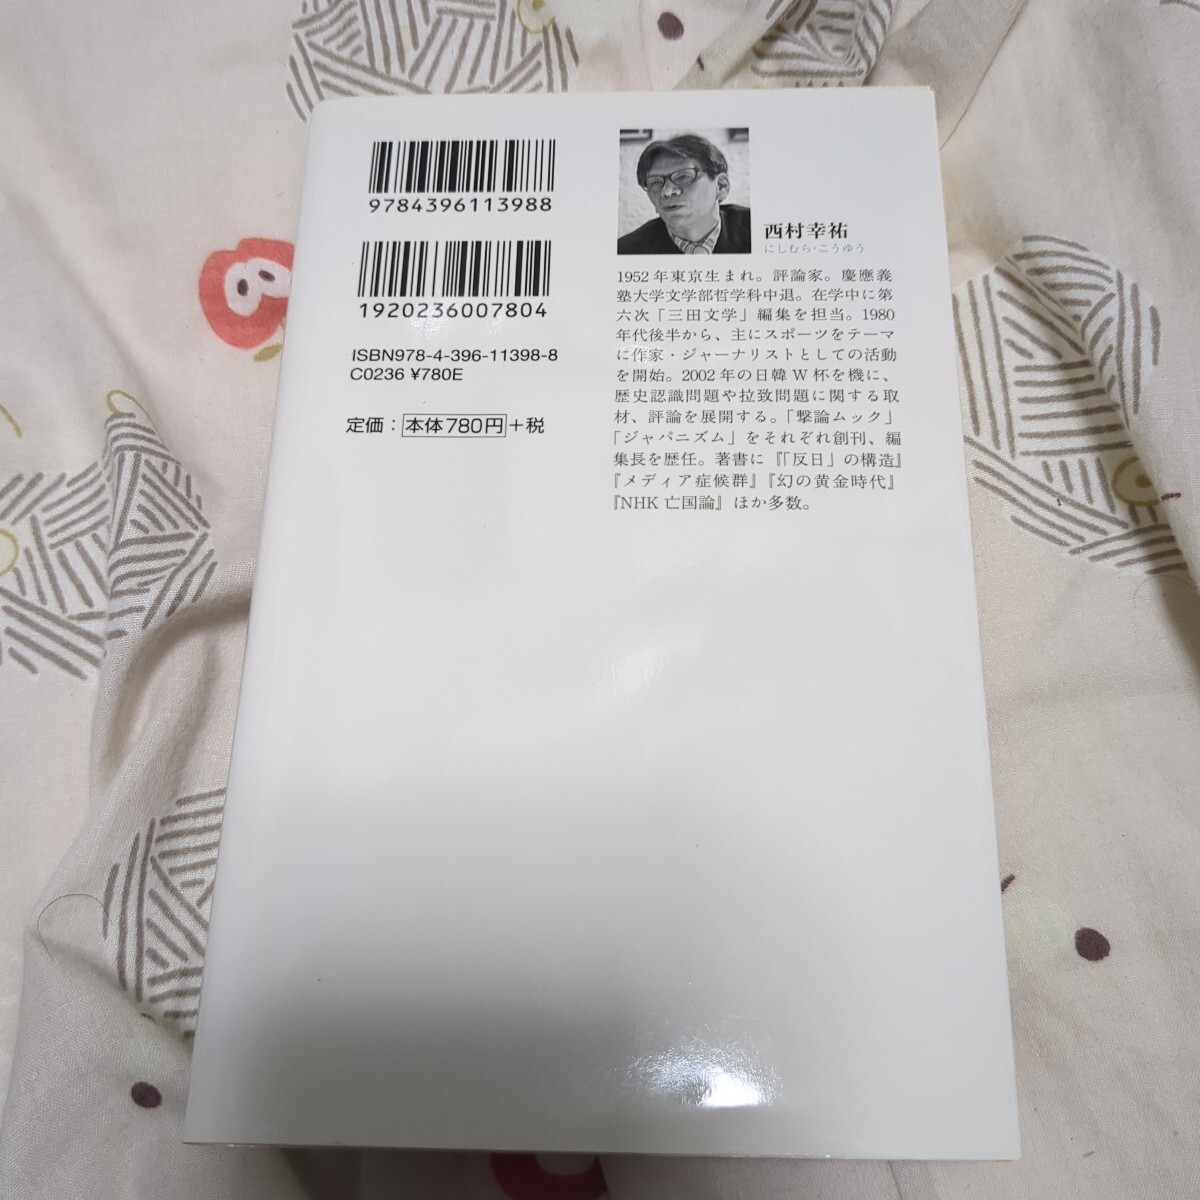 9784396113988
1920236007804
ISBN978-4-396-11398-8
C0236 ¥780E
定価：本体780円+税
西村幸祐
にしむら・こうゆう
1952年東京生まれ。評論家。慶應義
塾大学文学部哲学科中退。在学中に第
六次「三田文学」編集を担当。1980
年代後半から、主にスポーツをテーマ
に作家・ジャーナリストとしての活動
を開始。2002年の日韓W杯を機に、
歴史認識問題や拉致問題に関する取
材、評論を展開する。「撃論ムック」
「ジャパニズム」をそれぞれ創刊、編
集長を歴任。著書に『「反日」の構造』
『メディア症候群』『幻の黄金時代』
『NHK亡国論』ほか多数。